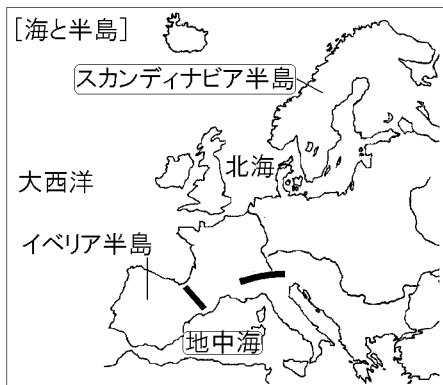 [海と半島]
スカンディナビア半島
北海
大西洋
イベリア半島
地中海